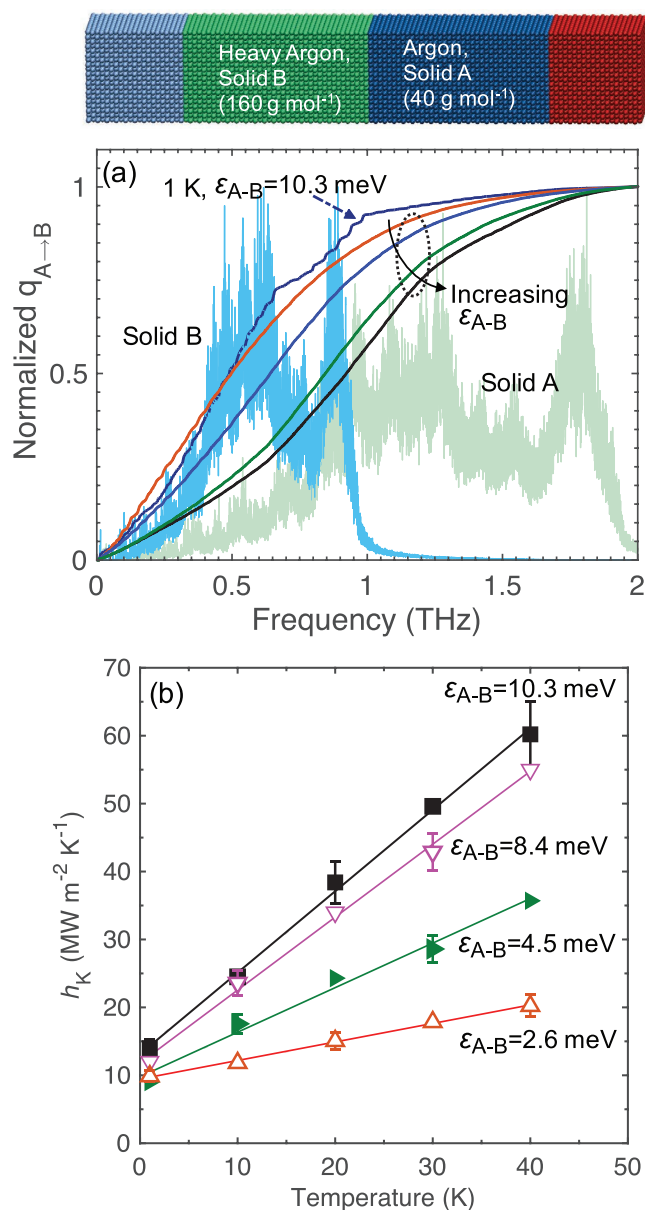 Heavy Argon,
Solid B
(160 g mol⁻¹)
Argon,
Solid A
(40 g mol⁻¹)
(a)
1 K, εA-B=10.3 meV
Solid B
Increasing
εA-B
Solid A
Normalized qA→B
1
0.5
0
0 0.5 1 1.5 2
Frequency (THz)
(b)
εA-B=10.3 meV
εA-B=8.4 meV
εA-B=4.5 meV
εA-B=2.6 meV
hK (MW m⁻² K⁻¹)
70
60
50
40
30
20
10
0
0 10 20 30 40 50
Temperature (K)